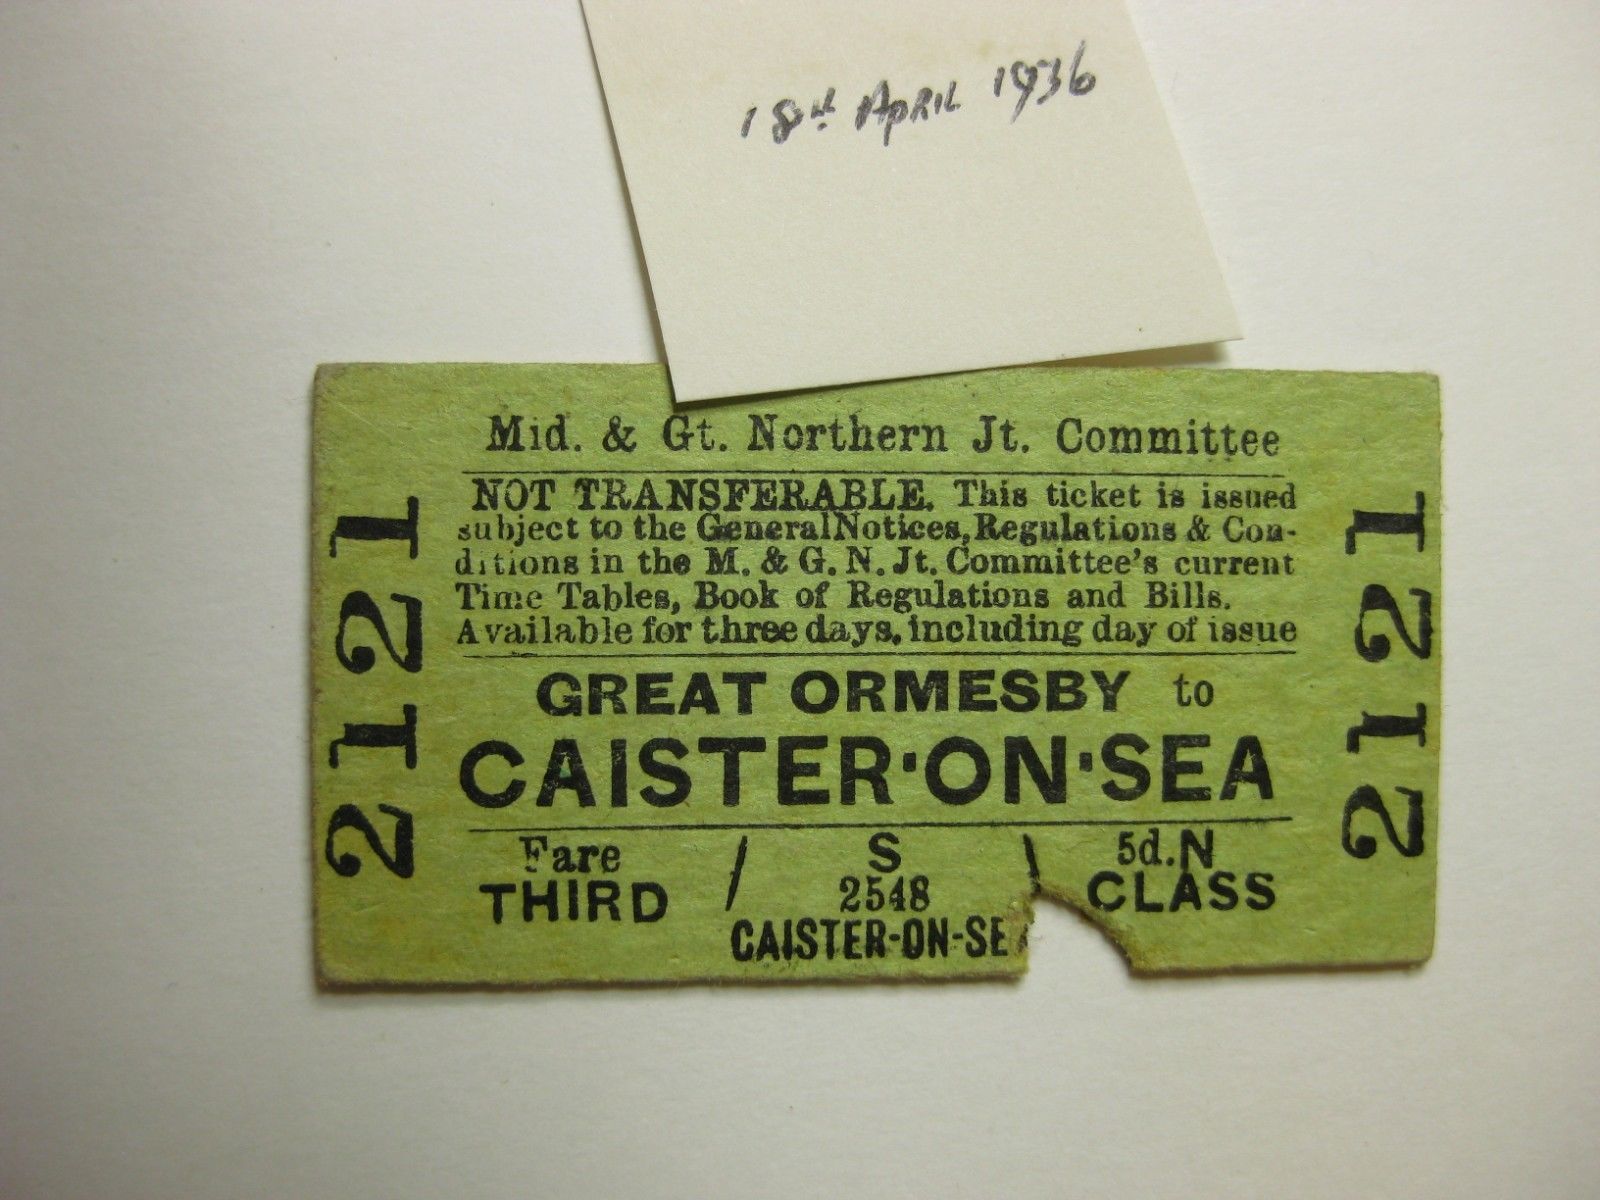 18th April 1936
Mid. & Gt. Northern Jt. Committee
NOT TRANSFERABLE. This ticket is issued
subject to the General Notices, Regulations & Con-
ditions in the M. & G. N. Jt. Committee's current
Time Tables, Book of Regulations and Bills.
Available for three days, including day of issue
GREAT ORMESBY to
CAISTER·ON·SEA
Fare / S \ 5d. N
THIRD 2548 CLASS
CAISTER-ON-SE
2121
2121